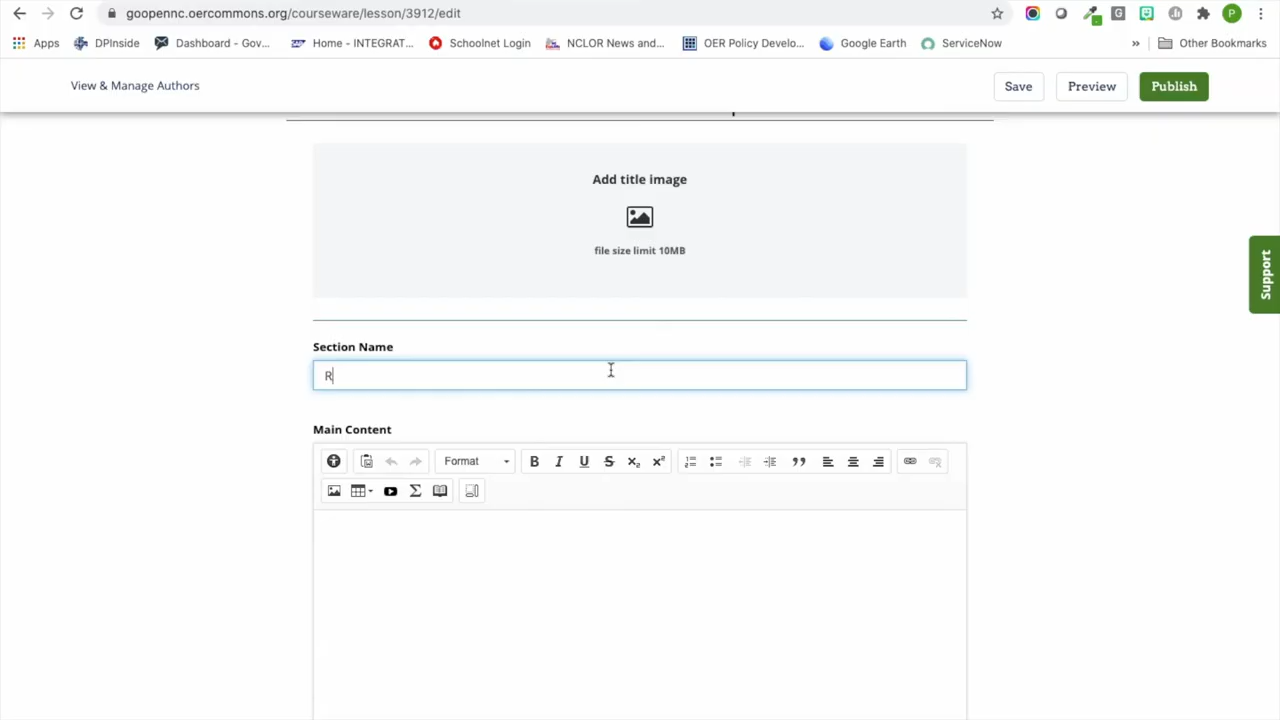 goopennc.oercommons.org/courseware/lesson/3912/edit
G
P
Apps
DPInside
Dashboard - Gov...
Home - INTEGRAT...
Schoolnet Login
NCLOR News and...
OER Policy Develo...
Google Earth
ServiceNow
»
Other Bookmarks
View & Manage Authors
Save
Preview
Publish
Add title image
file size limit 10MB
Support
Section Name
R
Main Content
Format
B I U S x₂ x²